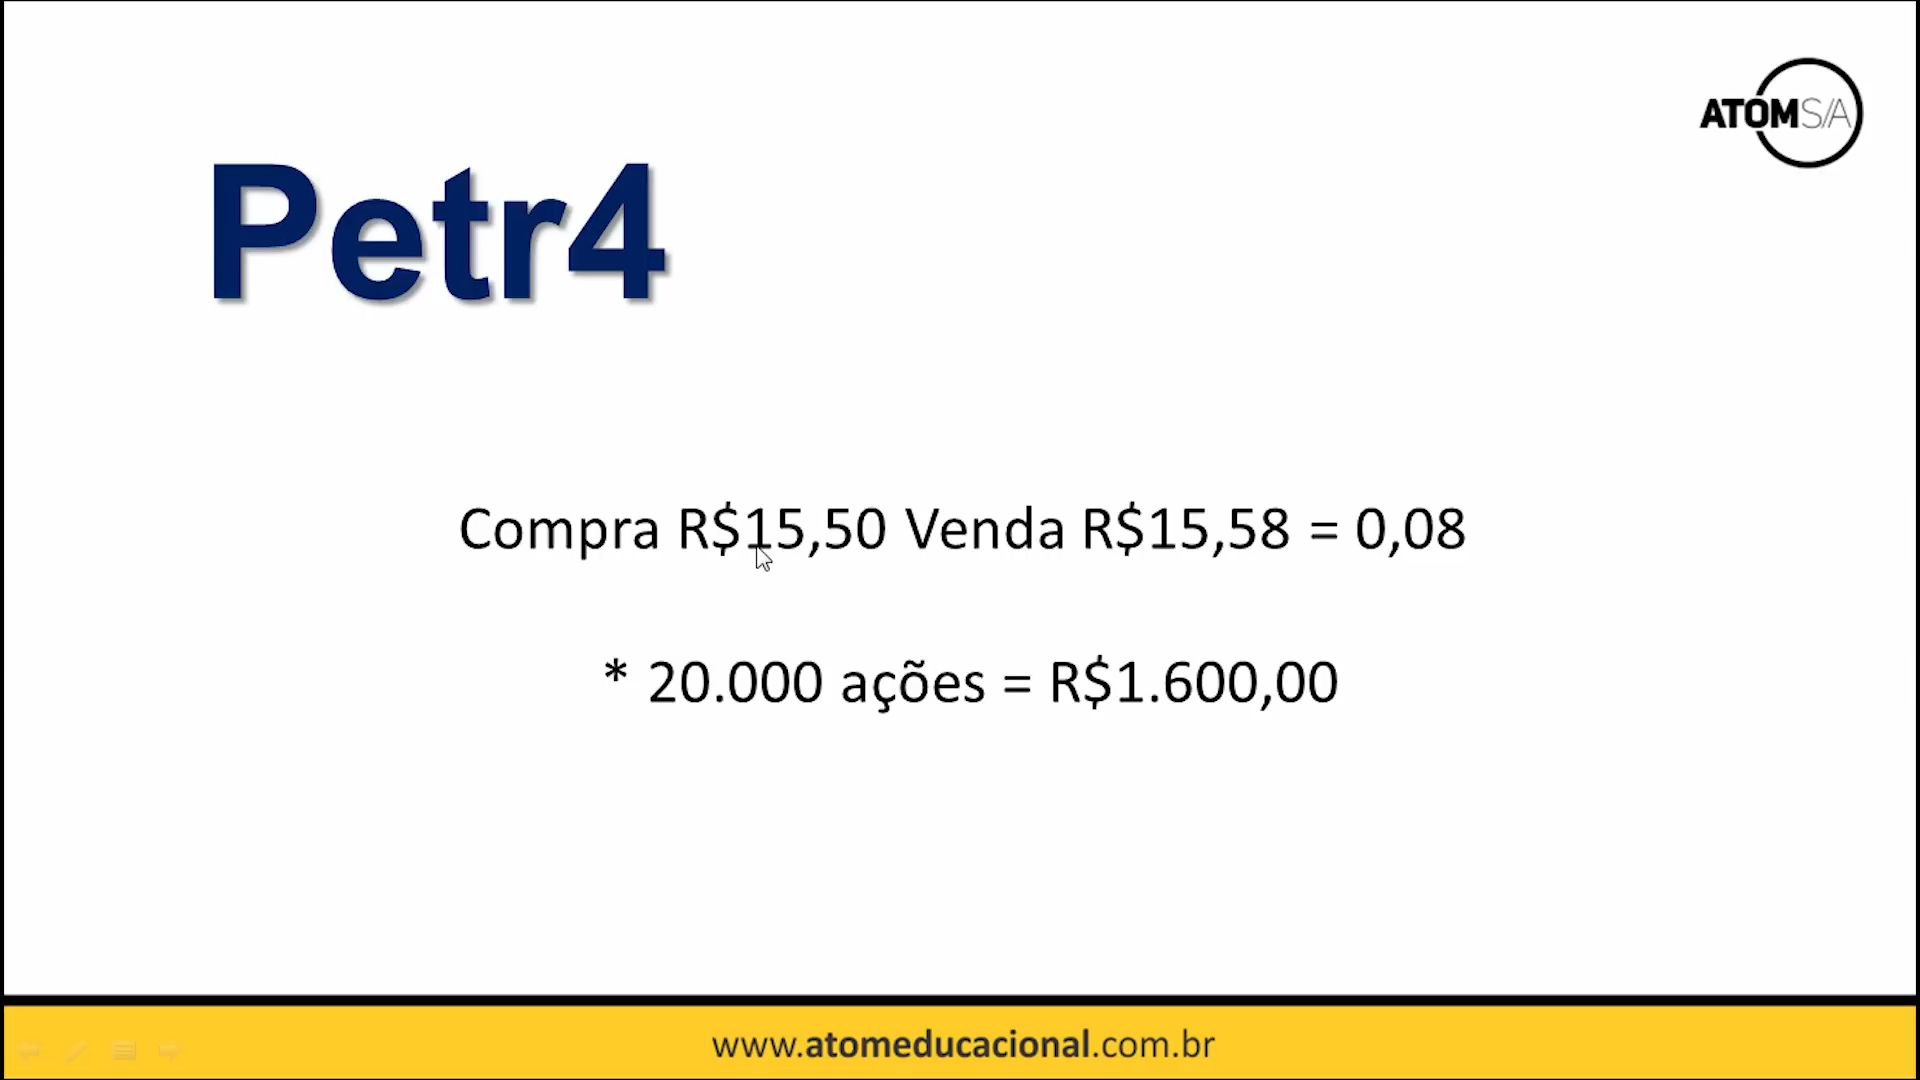 ATOMS/A
Petr4
Compra R$15,50 Venda R$15,58 = 0,08
* 20.000 ações = R$1.600,00
www.atomeducacional.com.br